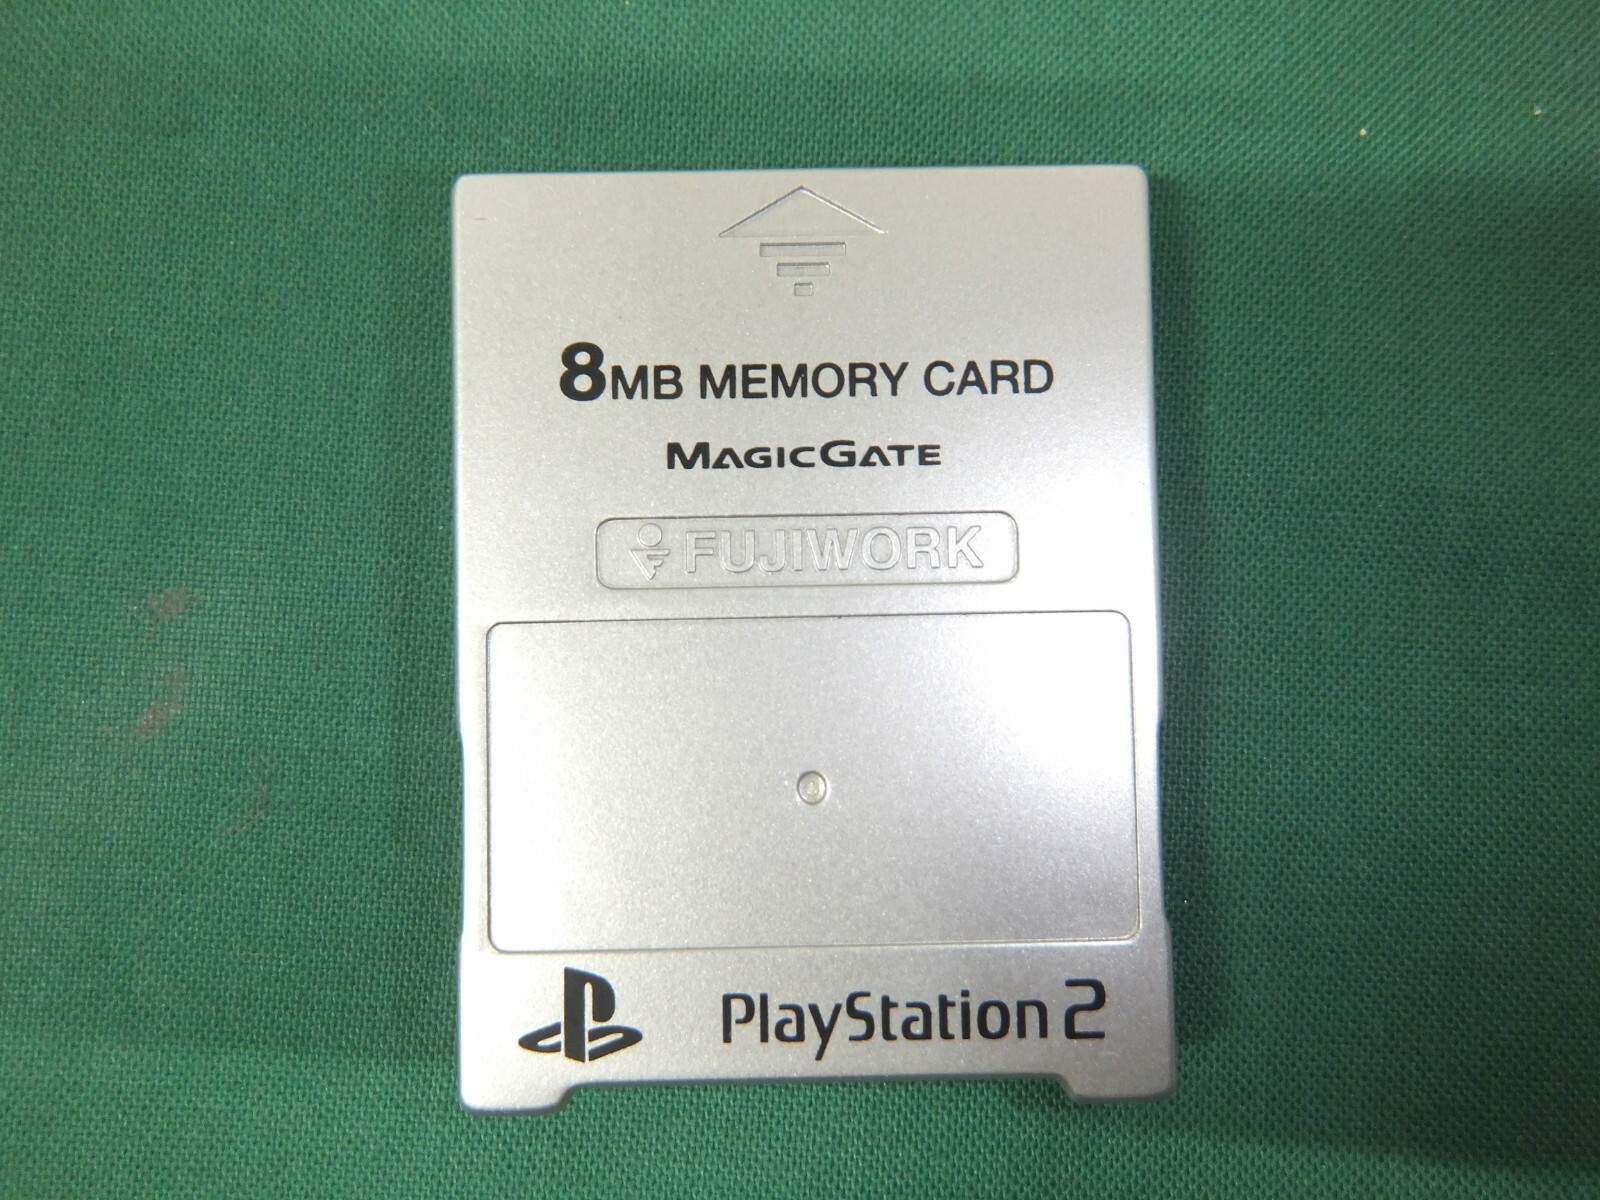 8MB MEMORY CARD
MAGICGATE
FUJIWORK
PlayStation 2